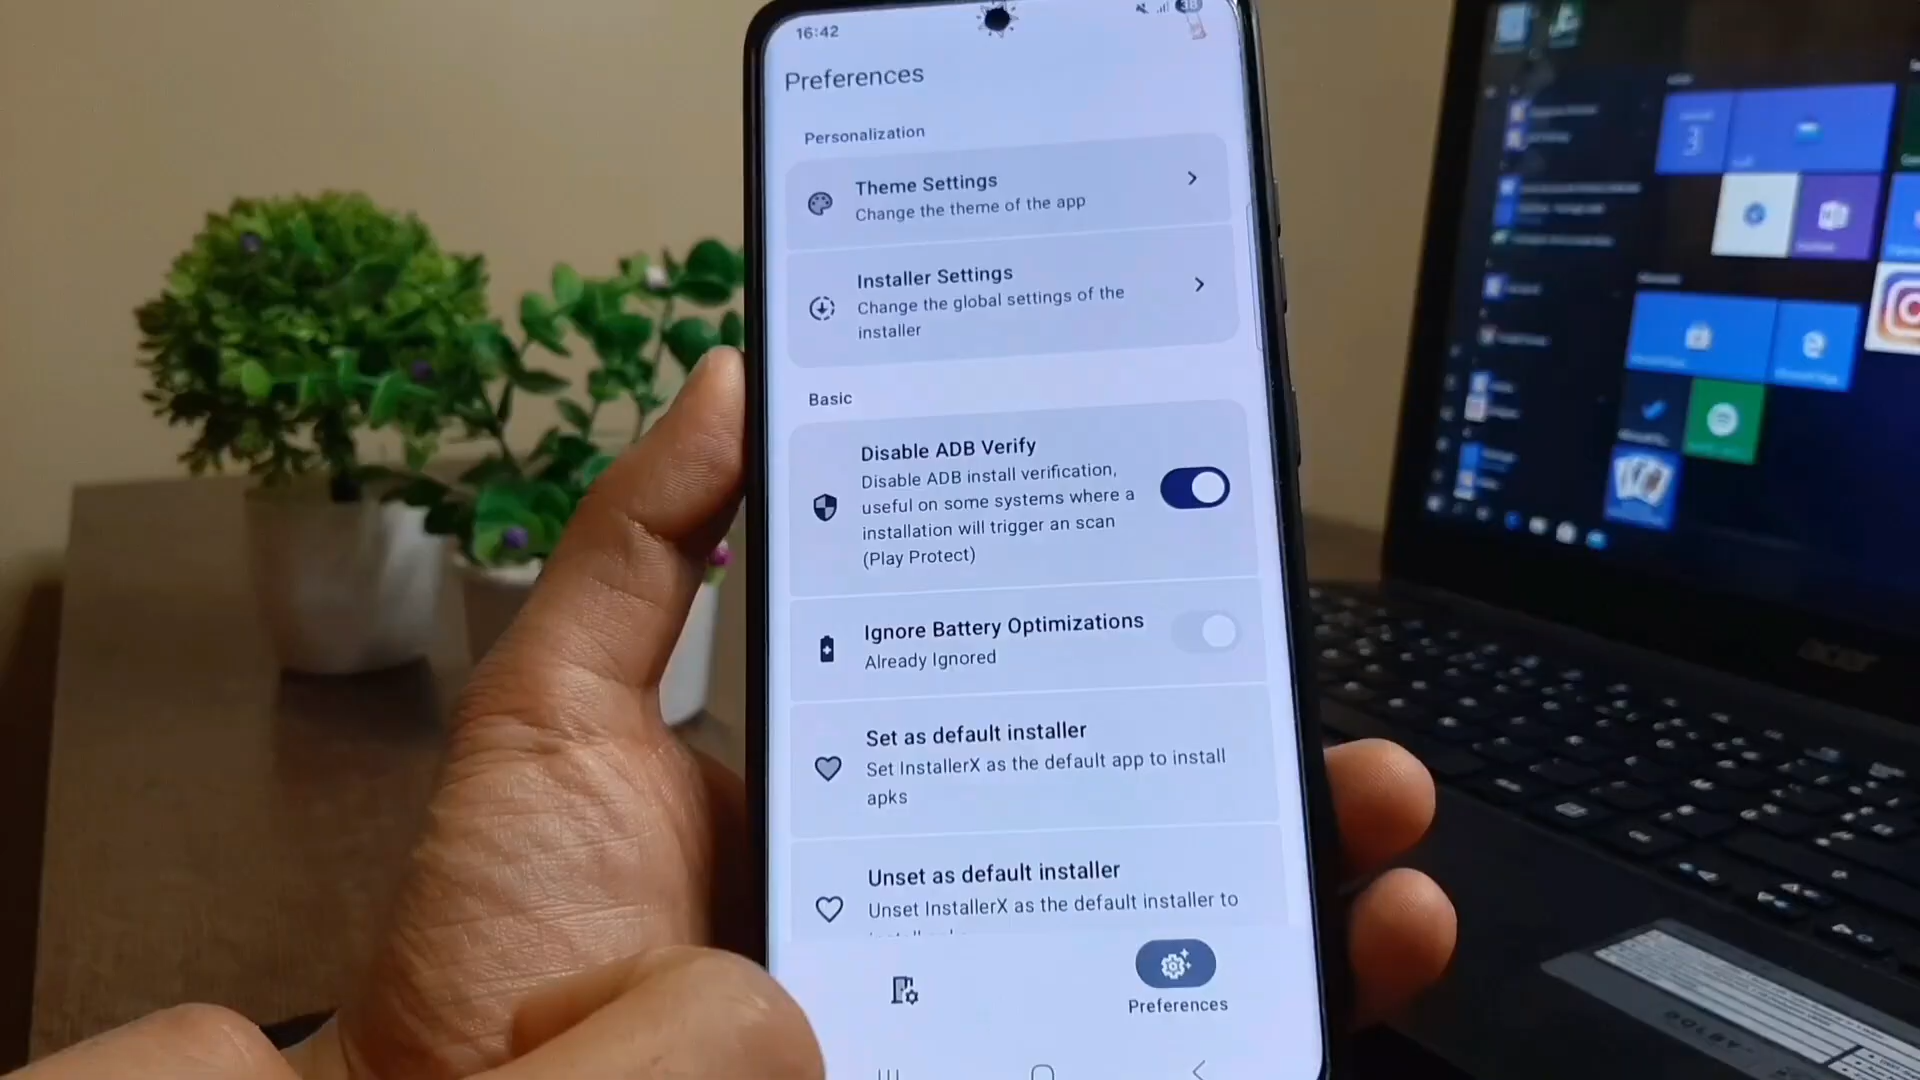 16:42
38
Preferences
Personalization
Theme Settings
Change the theme of the app
Installer Settings
Change the global settings of the
installer
Basic
Disable ADB Verify
Disable ADB install verification,
useful on some systems where a
installation will trigger an scan
(Play Protect)
Ignore Battery Optimizations
Already Ignored
Set as default installer
Set InstallerX as the default app to install
apks
Unset as default installer
Unset InstallerX as the default installer to
Preferences
acer
3